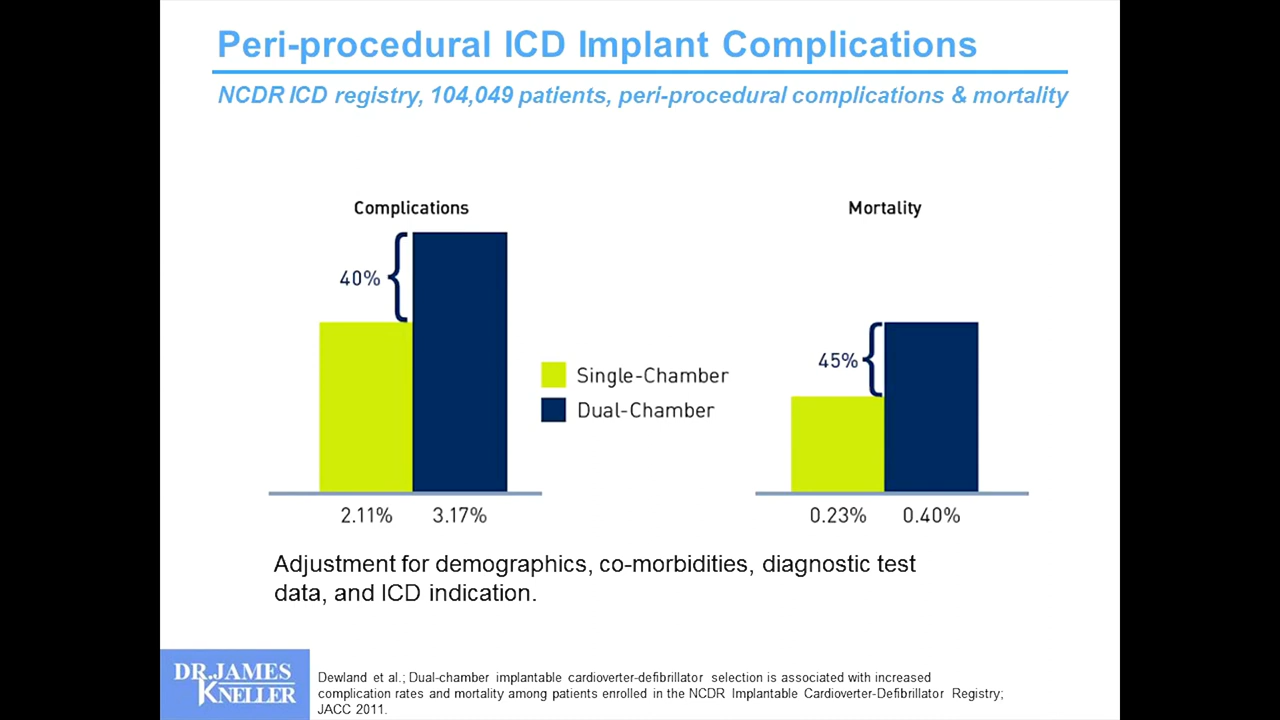 Peri-procedural ICD Implant Complications
NCDR ICD registry, 104,049 patients, peri-procedural complications & mortality
Complications
40%
2.11% 3.17%
Single-Chamber
Dual-Chamber
Mortality
45%
0.23% 0.40%
Adjustment for demographics, co-morbidities, diagnostic test
data, and ICD indication.
DR.JAMES
KNELLER
Dewland et al.; Dual-chamber implantable cardioverter-defibrillator selection is associated with increased
complication rates and mortality among patients enrolled in the NCDR Implantable Cardioverter-Defibrillator Registry;
JACC 2011.